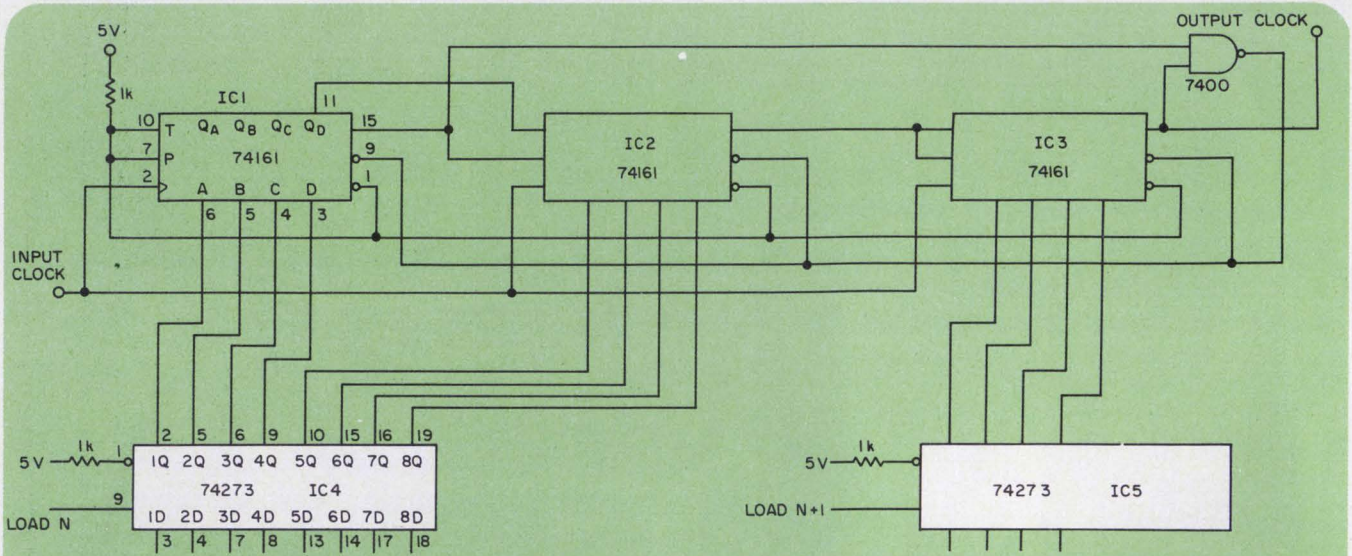 OUTPUT CLOCK
5V
1k
7400
IC1
11
10 T QA QB QC QD 15
7 P 74161 9
2 A B C D 1
6 5 4 3
IC2
74161
IC3
74161
INPUT
CLOCK
2 5 6 9 10 15 16 19
5V 1k 1
1Q 2Q 3Q 4Q 5Q 6Q 7Q 8Q
74273 IC4
9
LOAD N
1D 2D 3D 4D 5D 6D 7D 8D
3 4 7 8 13 14 17 18
5V 1k
74273 IC5
LOAD N+1